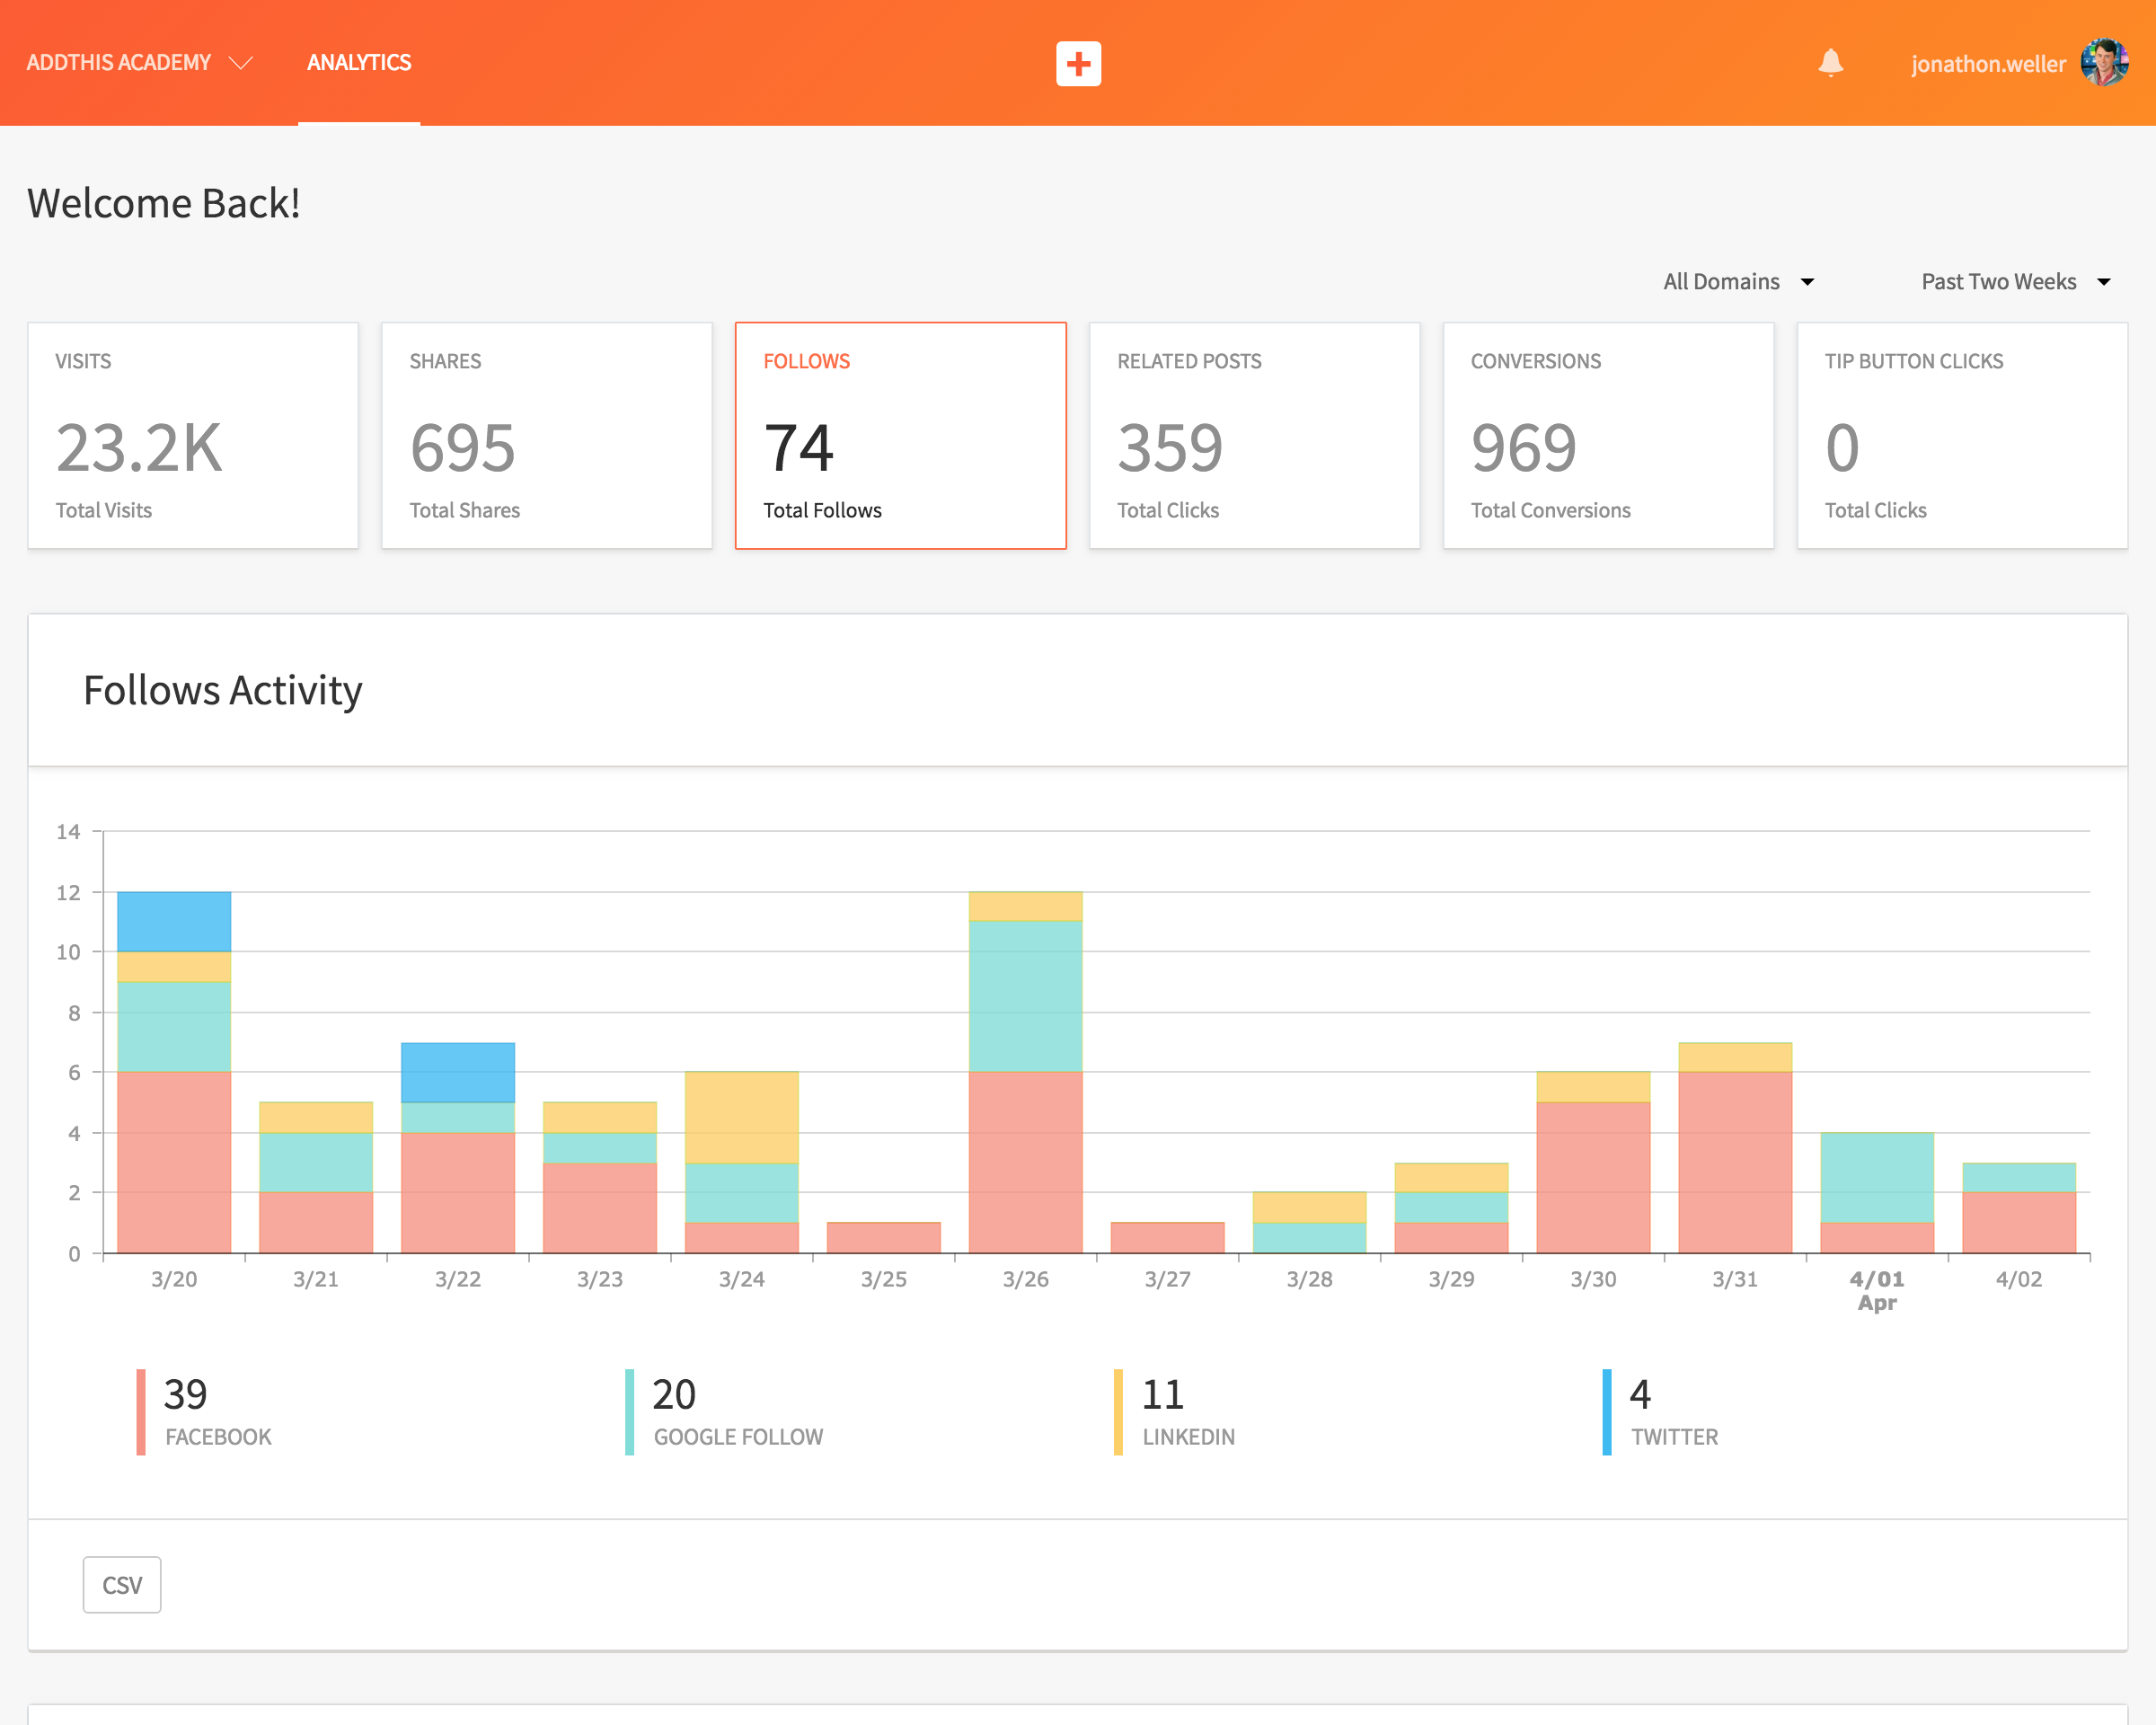 ADDTHIS ACADEMY ANALYTICS jonathon.weller
Welcome Back!
All Domains Past Two Weeks
VISITS SHARES FOLLOWS RELATED POSTS CONVERSIONS TIP BUTTON CLICKS
23.2K 695 74 359 969 0
Total Visits Total Shares Total Follows Total Clicks Total Conversions Total Clicks
Follows Activity
14
12
10
8
6
4
2
0
3/20 3/21 3/22 3/23 3/24 3/25 3/26 3/27 3/28 3/29 3/30 3/31 4/01 4/02
Apr
39 20 11 4
FACEBOOK GOOGLE FOLLOW LINKEDIN TWITTER
CSV